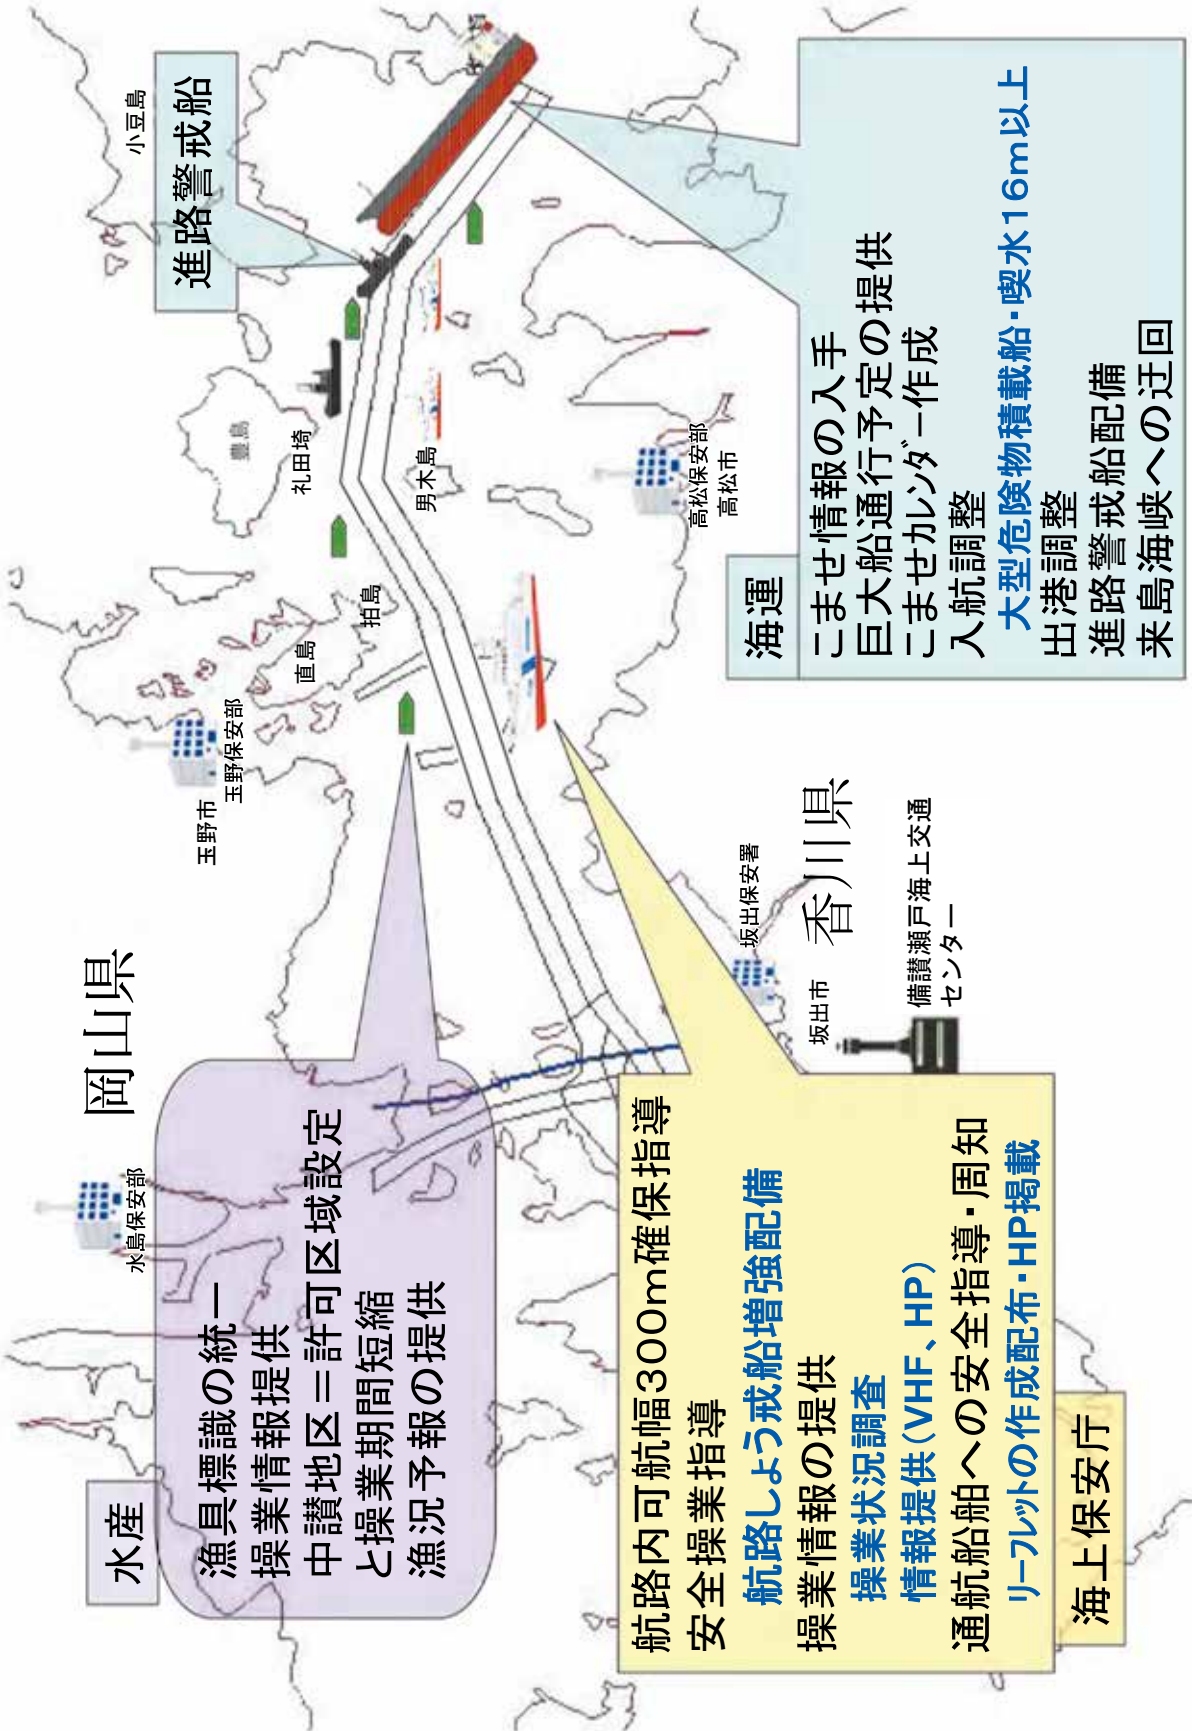 岡山県
水島保安部
水産
漁具標識の統一
操業情報提供
中讃地区＝許可区域設定
と操業期間短縮
漁況予報の提供
玉野市
玉野保安部
直島
柏島
豊島
礼田埼
男木島
小豆島
進路警戒船
高松保安部
高松市
香川県
坂出保安署
坂出市
備讃瀬戸海上交通
センター
航路内可航幅300m確保指導
安全操業指導
航路しょう戒船増強配備
操業情報の提供
操業状況調査
情報提供(VHF、HP)
通航船舶への安全指導・周知
リーフレットの作成配布・HP掲載
海上保安庁
海運
こませ情報の入手
巨大船通行予定の提供
こませカレンダー作成
入航調整
大型危険物積載船・喫水16m以上
出港調整
進路警戒船配備
来島海峡への迂回